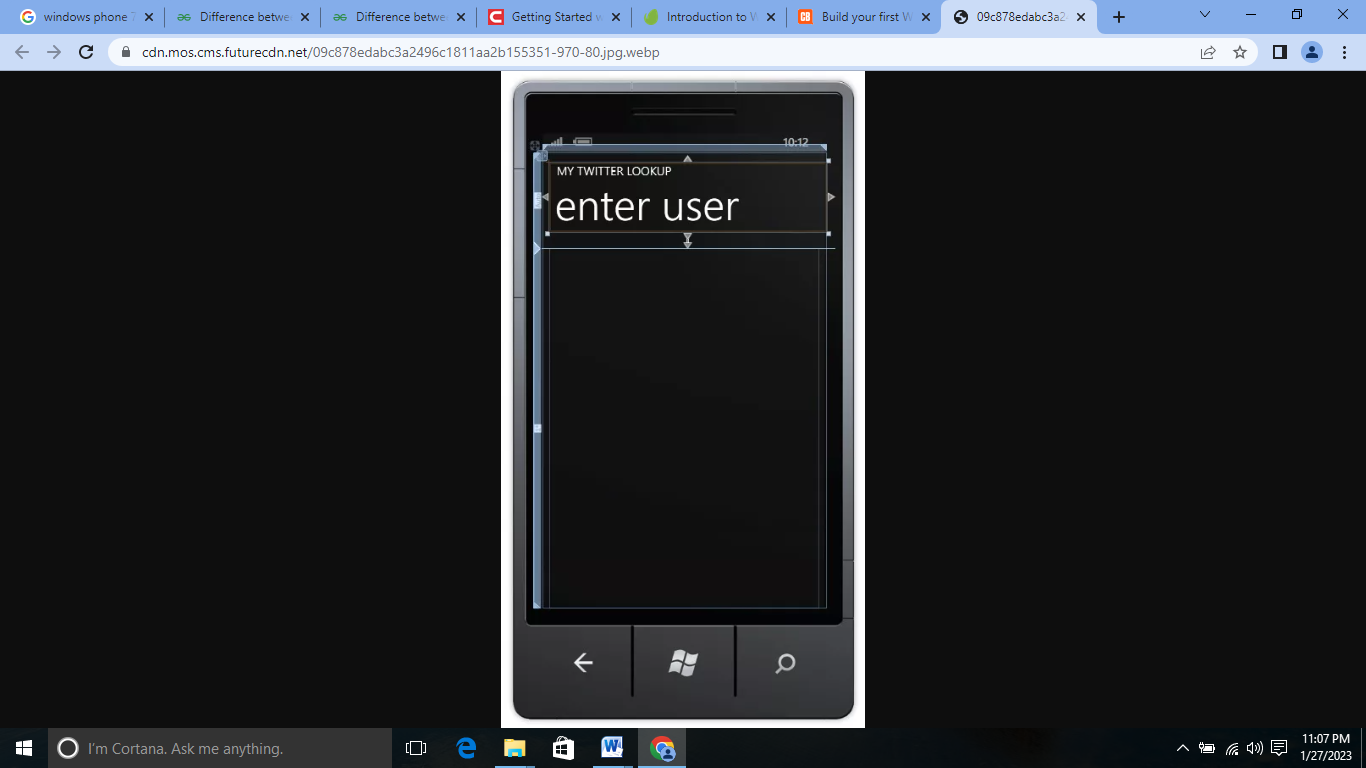 windows phone 7
Difference betwe
Difference betwe
Getting Started w
Introduction to W
Build your first W
09c878edabc3a24
cdn.mos.cms.futurecdn.net/09c878edabc3a2496c1811aa2b155351-970-80.jpg.webp
10:12
MY TWITTER LOOKUP
enter user
I'm Cortana. Ask me anything.
11:07 PM
1/27/2023